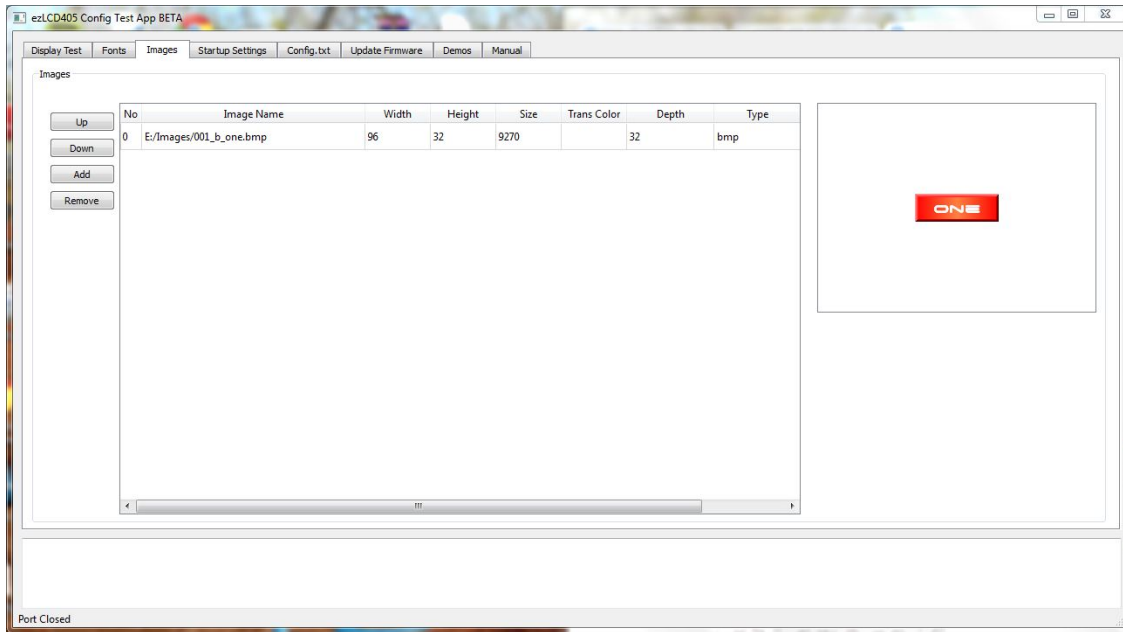 ezLCD405 Config Test App BETA
Display Test Fonts Images Startup Settings Config.txt Update Firmware Demos Manual
Images
Up
Down
Add
Remove
No Image Name Width Height Size Trans Color Depth Type
0 E:/Images/001_b_one.bmp 96 32 9270 32 bmp
ONE
Port Closed